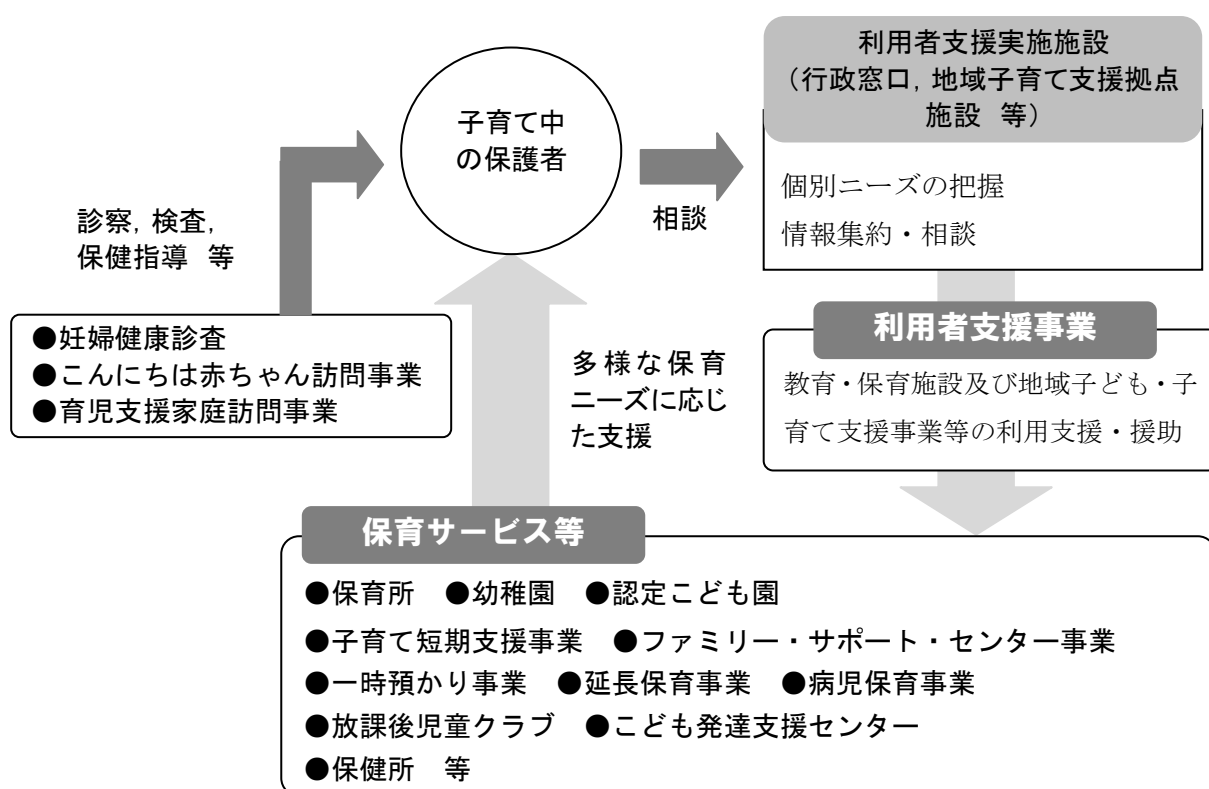 利用者支援実施施設
（行政窓口，地域子育て支援拠点
施設　等）
子育て中
の保護者
個別ニーズの把握
情報集約・相談
相談
診察，検査，
保健指導　等
●妊婦健康診査
●こんにちは赤ちゃん訪問事業
●育児支援家庭訪問事業
多様な保育
ニーズに応じ
た支援
利用者支援事業
教育・保育施設及び地域子ども・子
育て支援事業等の利用支援・援助
保育サービス等
●保育所　●幼稚園　●認定こども園
●子育て短期支援事業　●ファミリー・サポート・センター事業
●一時預かり事業　●延長保育事業　●病児保育事業
●放課後児童クラブ　●こども発達支援センター
●保健所　等